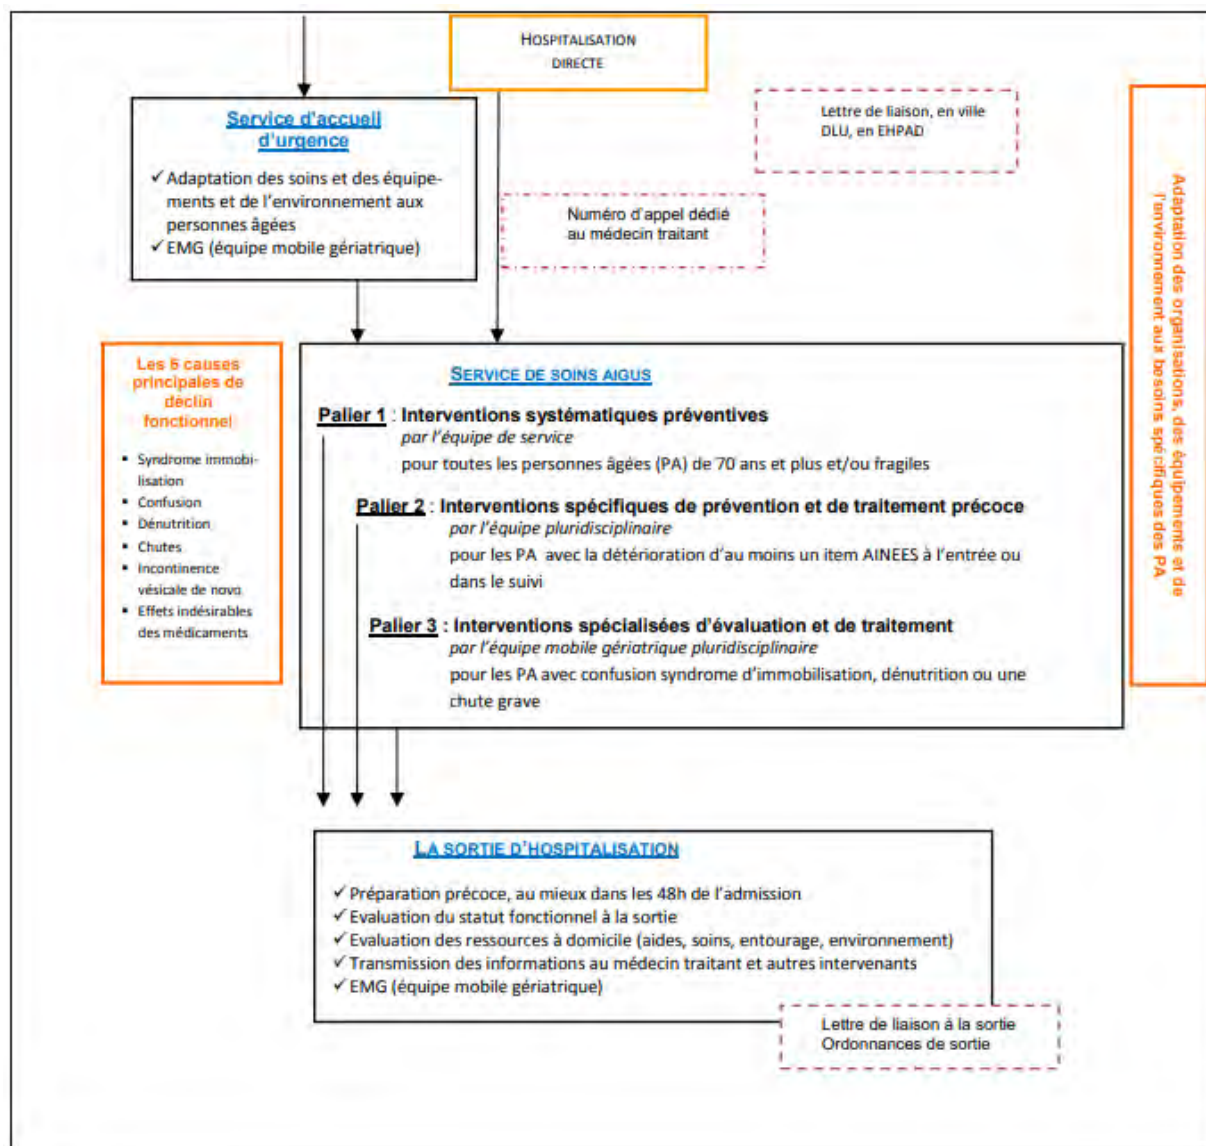 HOSPITALISATION
DIRECTE
Service d'accueil
d'urgence
✓ Adaptation des soins et des équipe-
ments et de l'environnement aux
personnes âgées
✓ EMG (équipe mobile gériatrique)
Lettre de liaison, en ville
DLU, en EHPAD
Numéro d'appel dédié
au médecin traitant
Adaptation des organisations, des équipements et de
l'environnement aux besoins spécifiques des PA
Les 6 causes
principales de
déclin
fonctionnel
▪ Syndrome immobi-
lisation
▪ Confusion
▪ Dénutrition
▪ Chutes
▪ Incontinence
vésicale de novo
▪ Effets indésirables
des médicaments
SERVICE DE SOINS AIGUS
Palier 1 : Interventions systématiques préventives
par l'équipe de service
pour toutes les personnes âgées (PA) de 70 ans et plus et/ou fragiles
Palier 2 : Interventions spécifiques de prévention et de traitement précoce
par l'équipe pluridisciplinaire
pour les PA avec la détérioration d'au moins un item AINEES à l'entrée ou
dans le suivi
Palier 3 : Interventions spécialisées d'évaluation et de traitement
par l'équipe mobile gériatrique pluridisciplinaire
pour les PA avec confusion syndrome d'immobilisation, dénutrition ou une
chute grave
LA SORTIE D'HOSPITALISATION
✓ Préparation précoce, au mieux dans les 48h de l'admission
✓ Evaluation du statut fonctionnel à la sortie
✓ Evaluation des ressources à domicile (aides, soins, entourage, environnement)
✓ Transmission des informations au médecin traitant et autres intervenants
✓ EMG (équipe mobile gériatrique)
Lettre de liaison à la sortie
Ordonnances de sortie